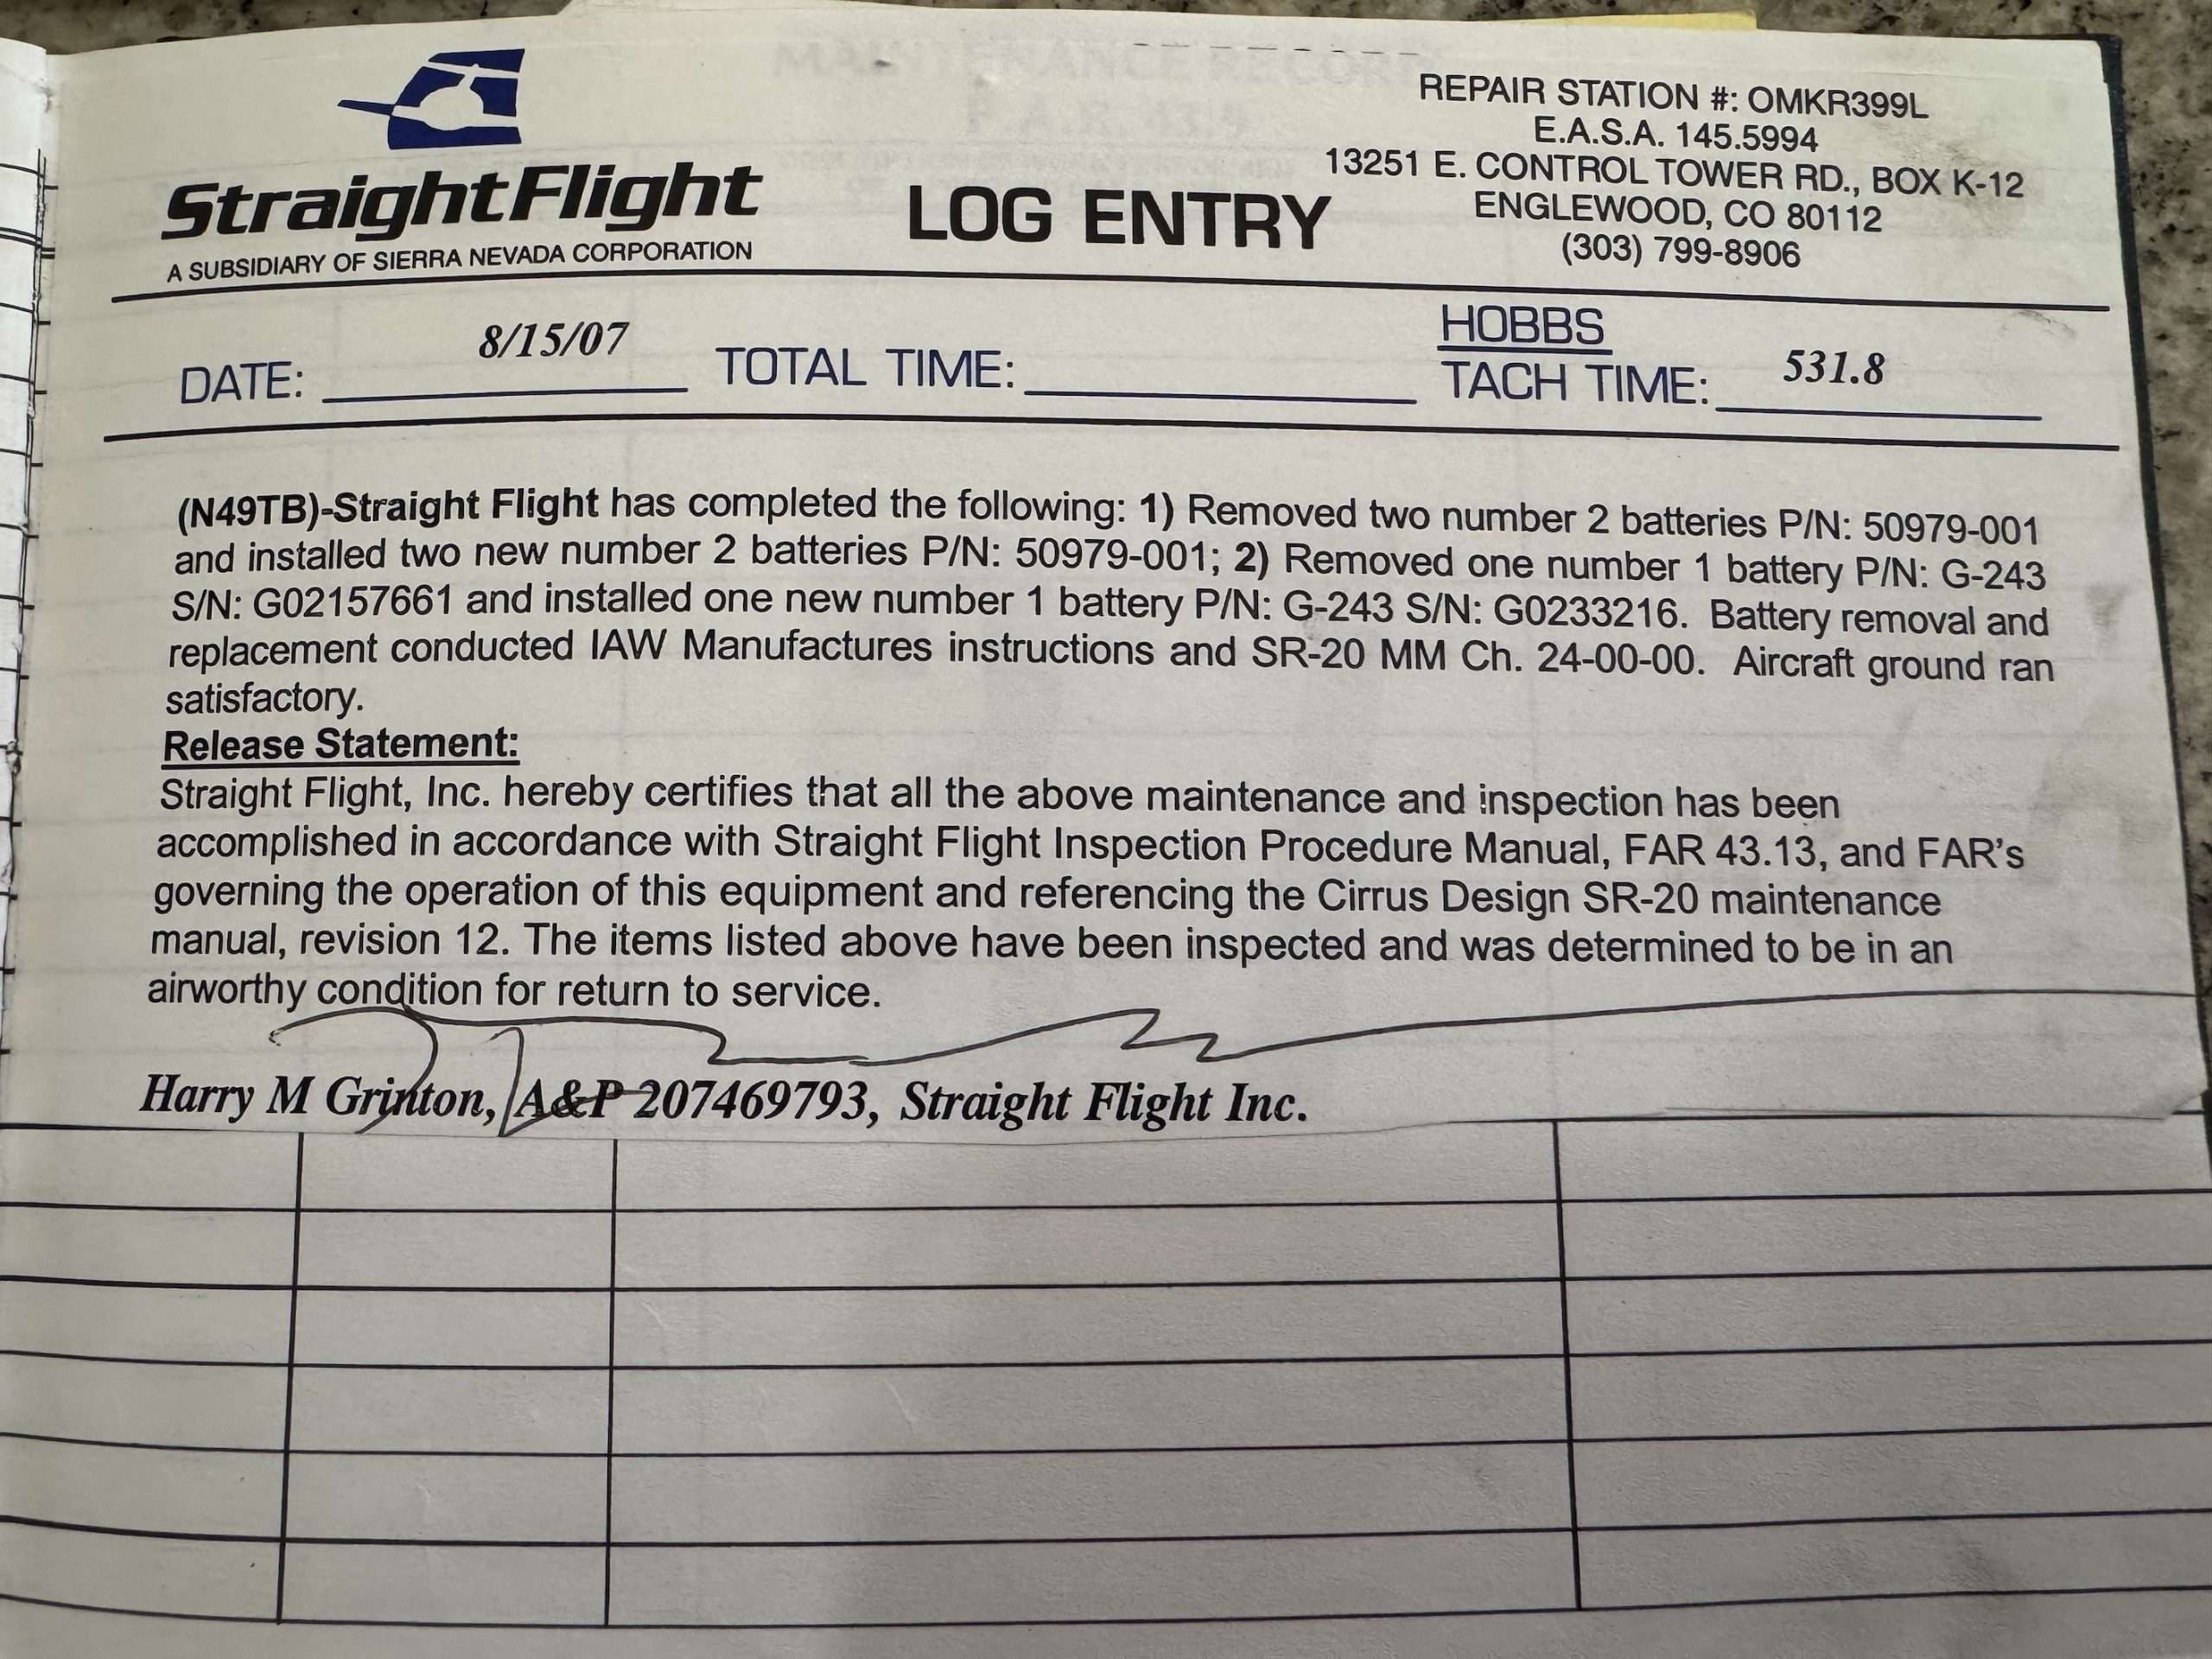 StraightFlight
A SUBSIDIARY OF SIERRA NEVADA CORPORATION
LOG ENTRY
REPAIR STATION #: OMKR399L
E.A.S.A. 145.5994
13251 E. CONTROL TOWER RD., BOX K-12
ENGLEWOOD, CO 80112
(303) 799-8906
DATE: 8/15/07 TOTAL TIME: HOBBS
TACH TIME: 531.8
(N49TB)-Straight Flight has completed the following: 1) Removed two number 2 batteries P/N: 50979-001
and installed two new number 2 batteries P/N: 50979-001; 2) Removed one number 1 battery P/N: G-243
S/N: G02157661 and installed one new number 1 battery P/N: G-243 S/N: G0233216. Battery removal and
replacement conducted IAW Manufactures instructions and SR-20 MM Ch. 24-00-00. Aircraft ground ran
satisfactory.
Release Statement:
Straight Flight, Inc. hereby certifies that all the above maintenance and inspection has been
accomplished in accordance with Straight Flight Inspection Procedure Manual, FAR 43.13, and FAR's
governing the operation of this equipment and referencing the Cirrus Design SR-20 maintenance
manual, revision 12. The items listed above have been inspected and was determined to be in an
airworthy condition for return to service.
Harry M Grinton, A&P 207469793, Straight Flight Inc.